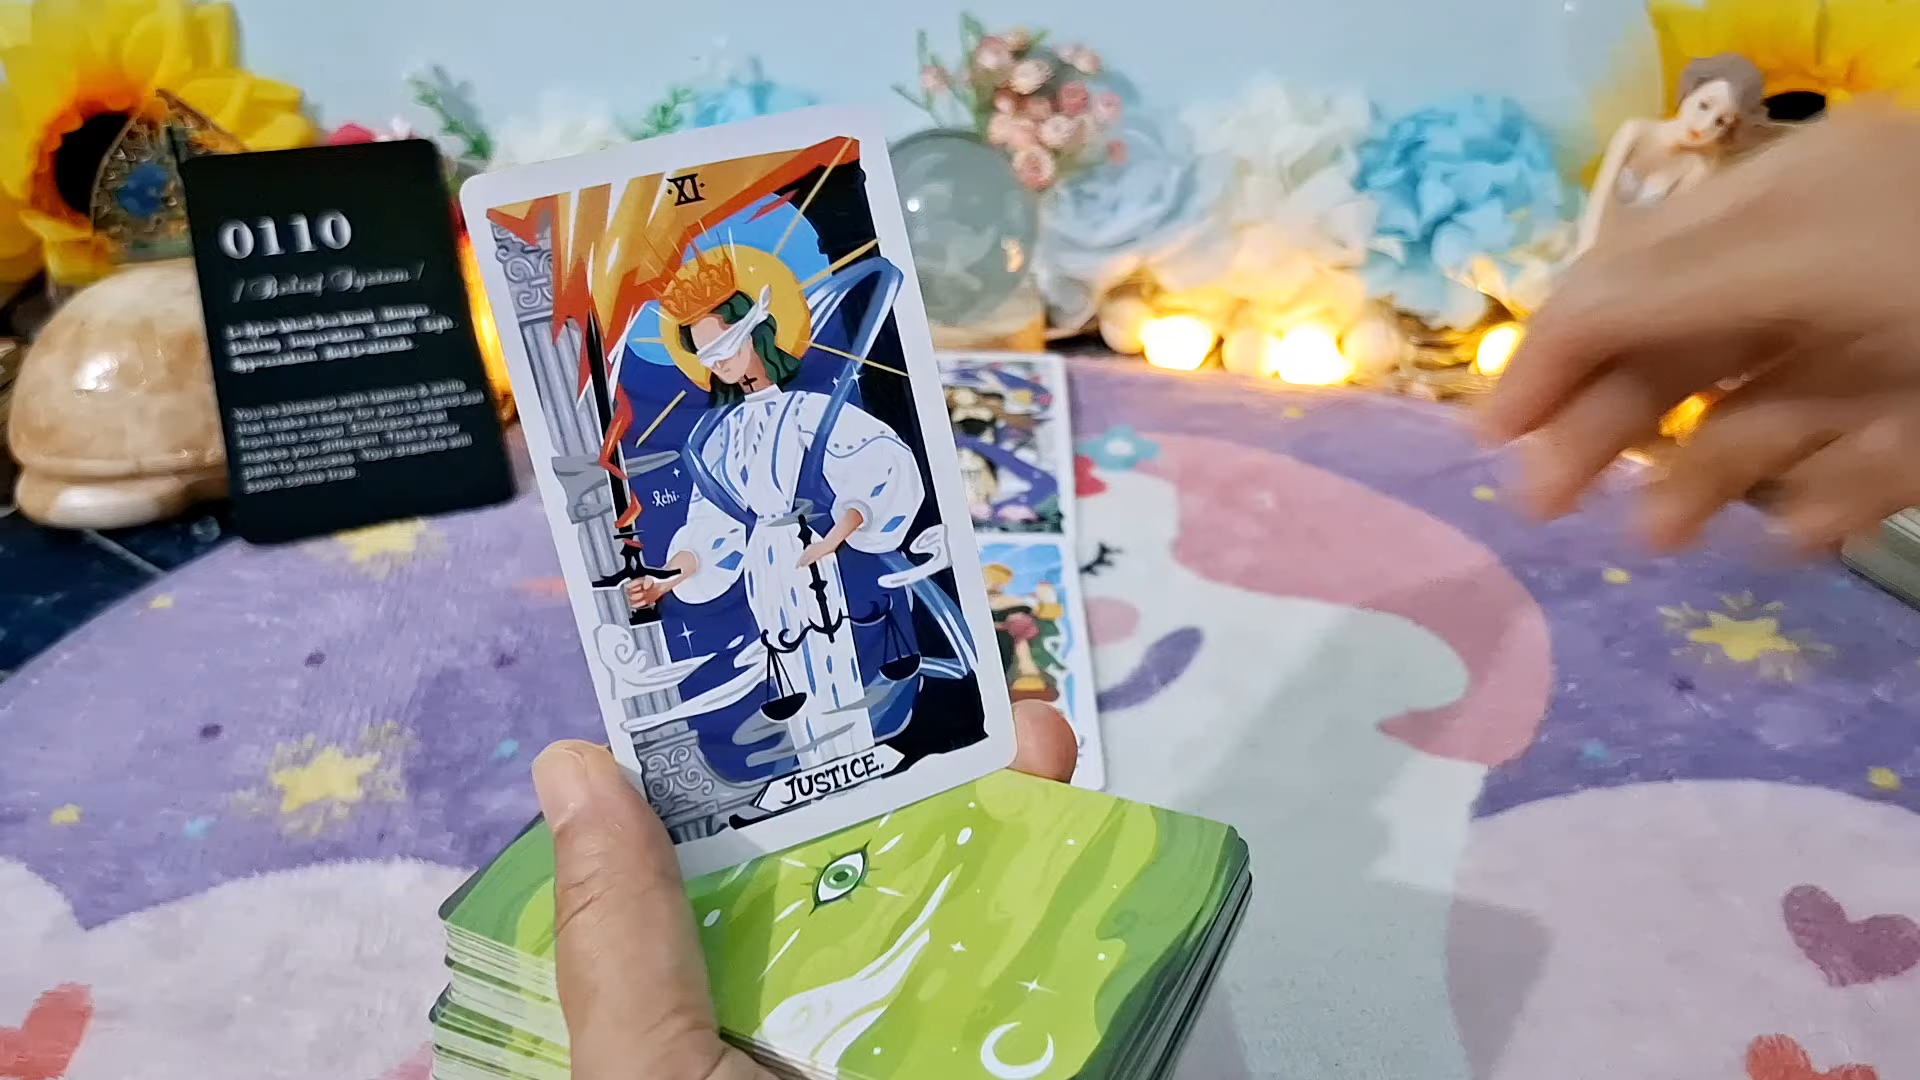 0110
/ Belief System /
You're blessed with talents & skills
that make it easy for you to stand out
from the crowd. Embrace what
makes you different. That's your
path to success. Your dreams will
soon come true.
·XI·
·Ichi·
JUSTICE.